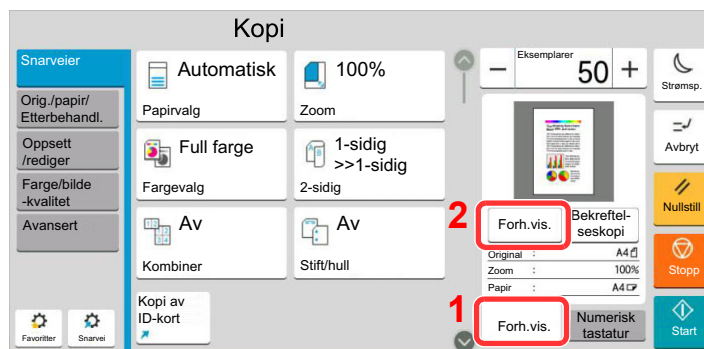 Kopi
Snarveier
Orig./papir/
Etterbehandl.
Oppsett
/rediger
Farge/bilde
-kvalitet
Avansert
Favoritter
Snarvei
Automatisk
Papirvalg
100%
Zoom
Full farge
Fargevalg
1-sidig
>>1-sidig
2-sidig
Av
Kombiner
Av
Stift/hull
Kopi av
ID-kort
Eksemplarer
50
2
Forh.vis.
Bekreftel-
seskopi
Original : A4
Zoom : 100%
Papir : A4
1
Forh.vis.
Numerisk
tastatur
Strømsp.
Avbryt
Nullstill
Stopp
Start